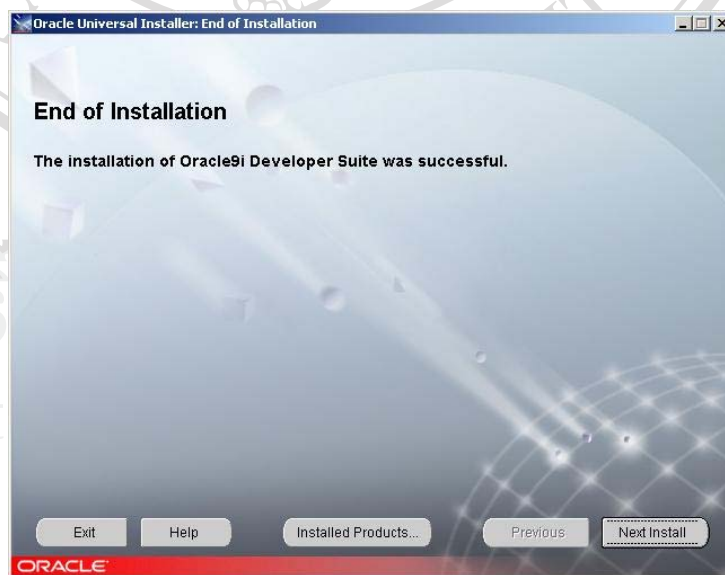 Oracle Universal Installer: End of Installation
End of Installation
The installation of Oracle9i Developer Suite was successful.
Exit Help Installed Products... Previous Next Install
ORACLE